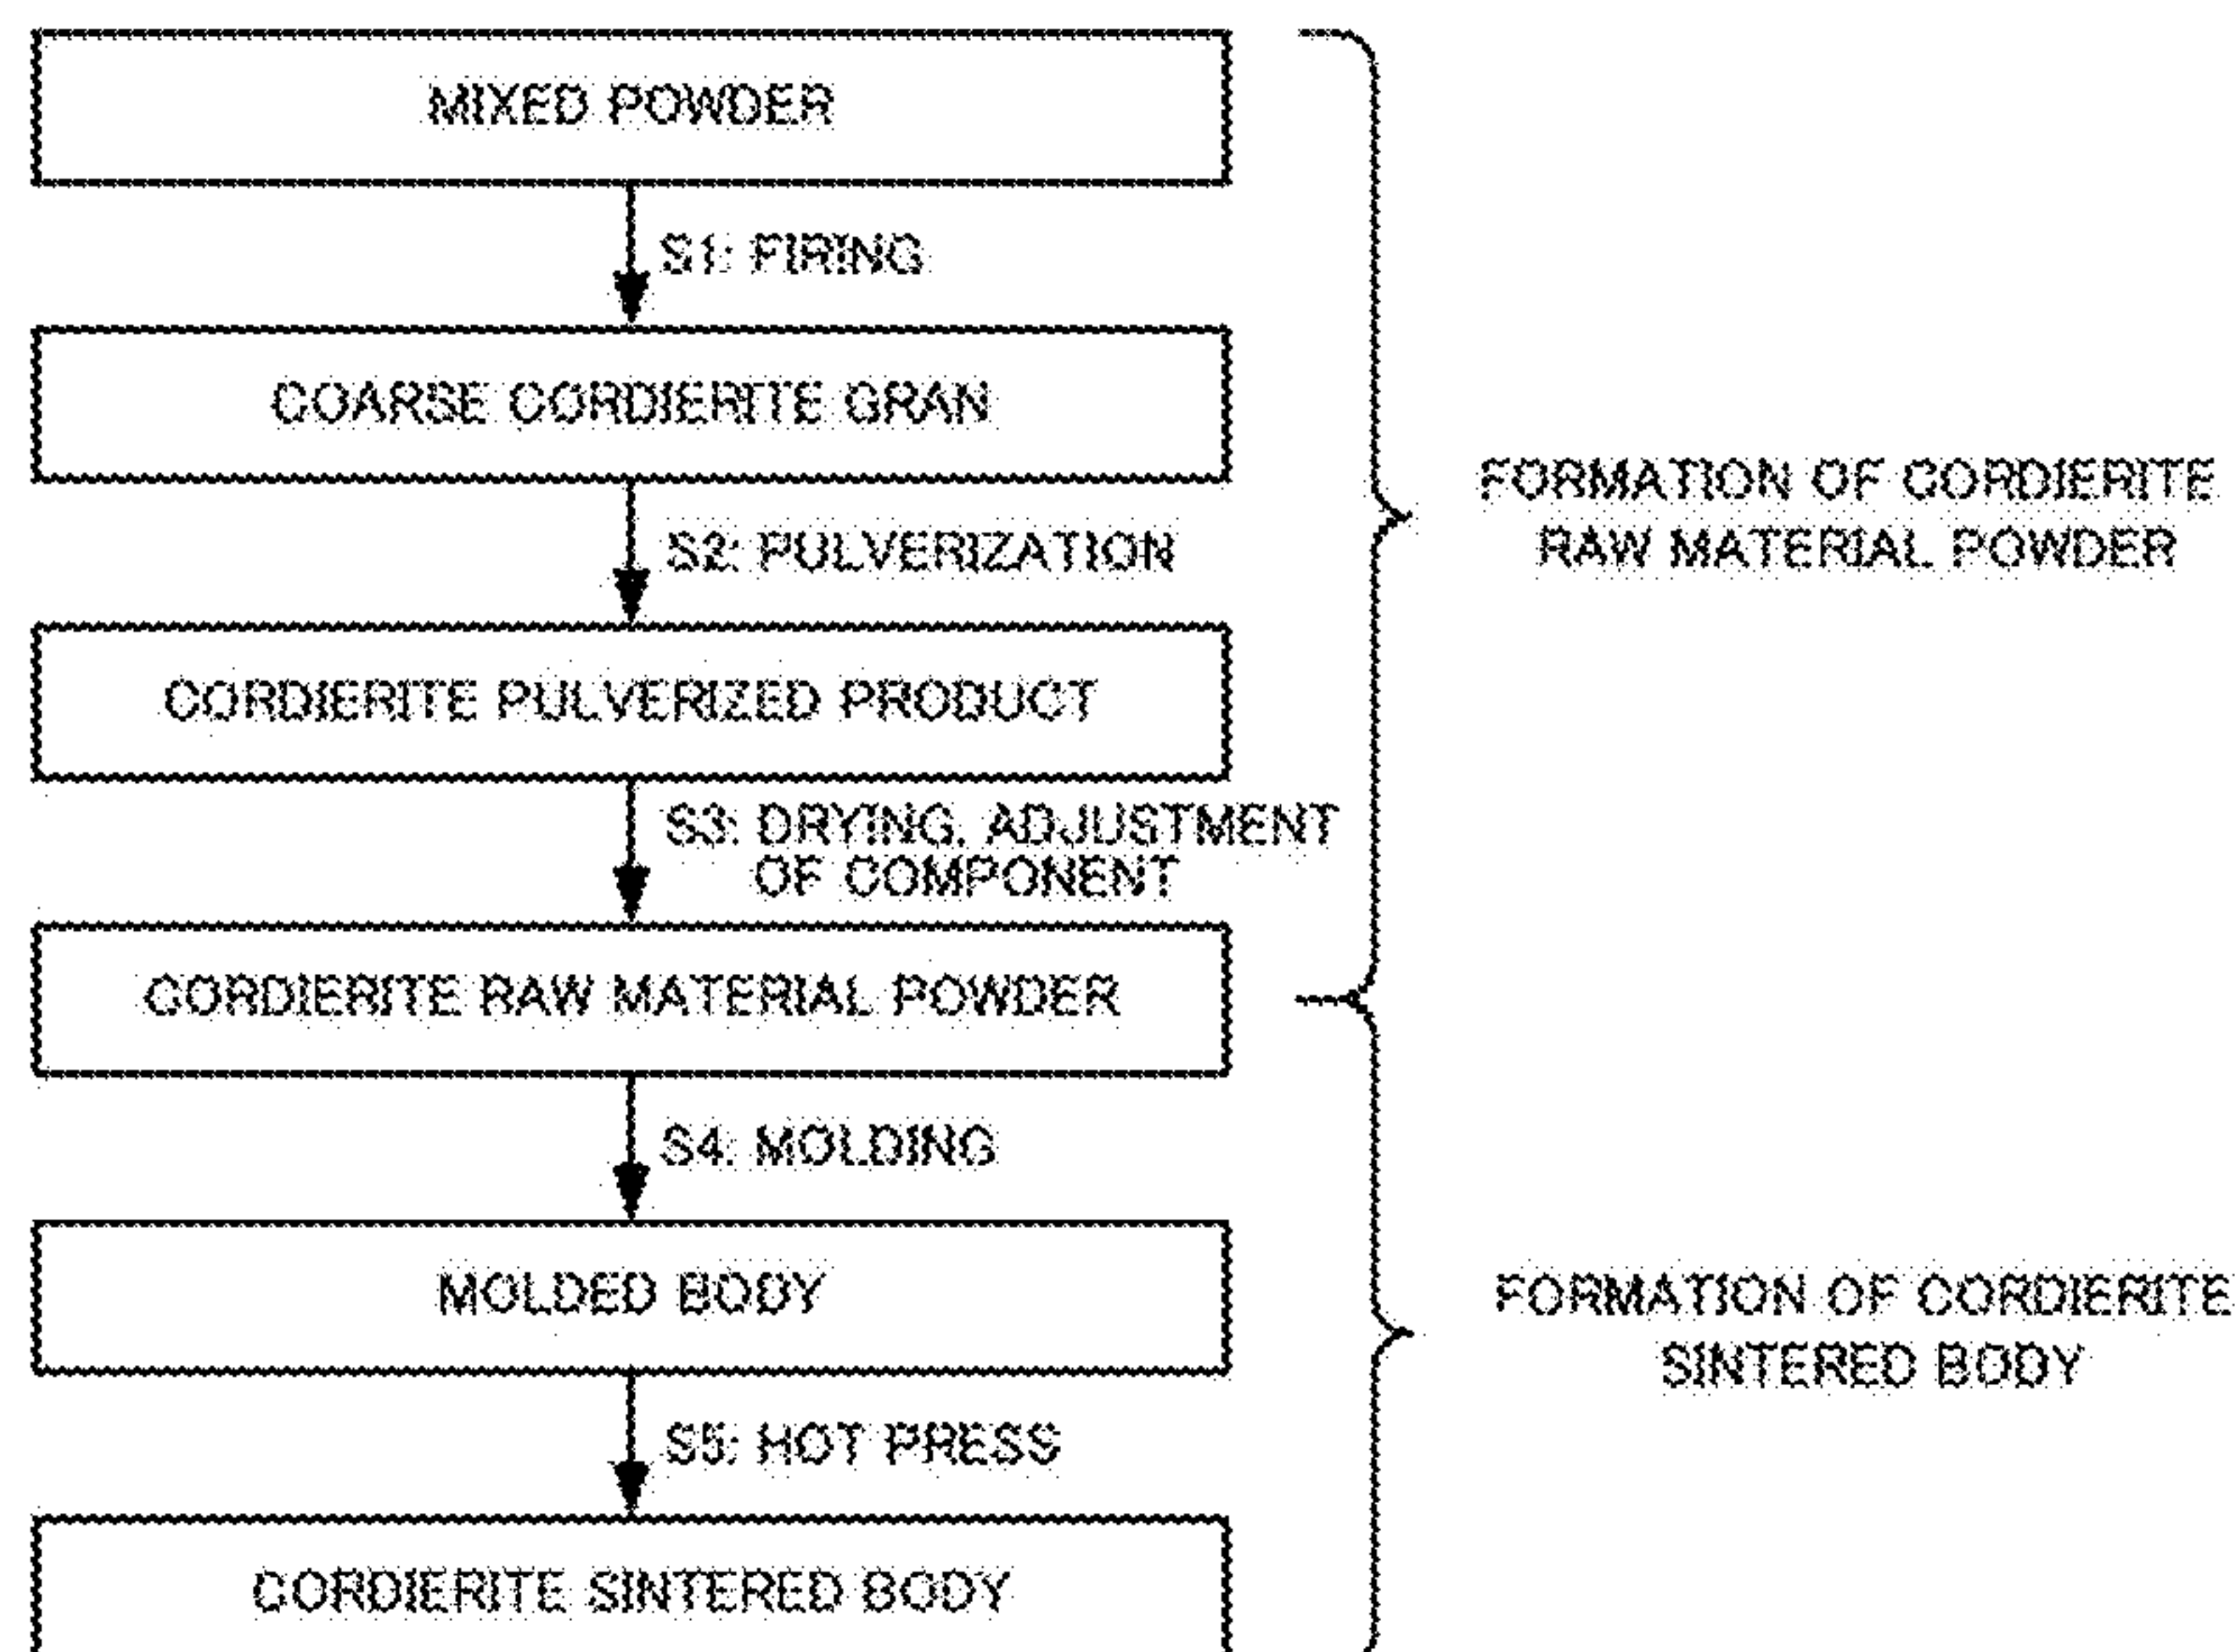 MIXED POWDER
S1: FIRING
COARSE CORDIERITE GRAN
S2: PULVERIZATION
CORDIERITE PULVERIZED PRODUCT
S3: DRYING, ADJUSTMENT
OF COMPONENT
CORDIERITE RAW MATERIAL POWDER
S4: MOLDING
MOLDED BODY
S5: HOT PRESS
CORDIERITE SINTERED BODY
FORMATION OF CORDIERITE
RAW MATERIAL POWDER
FORMATION OF CORDIERITE
SINTERED BODY